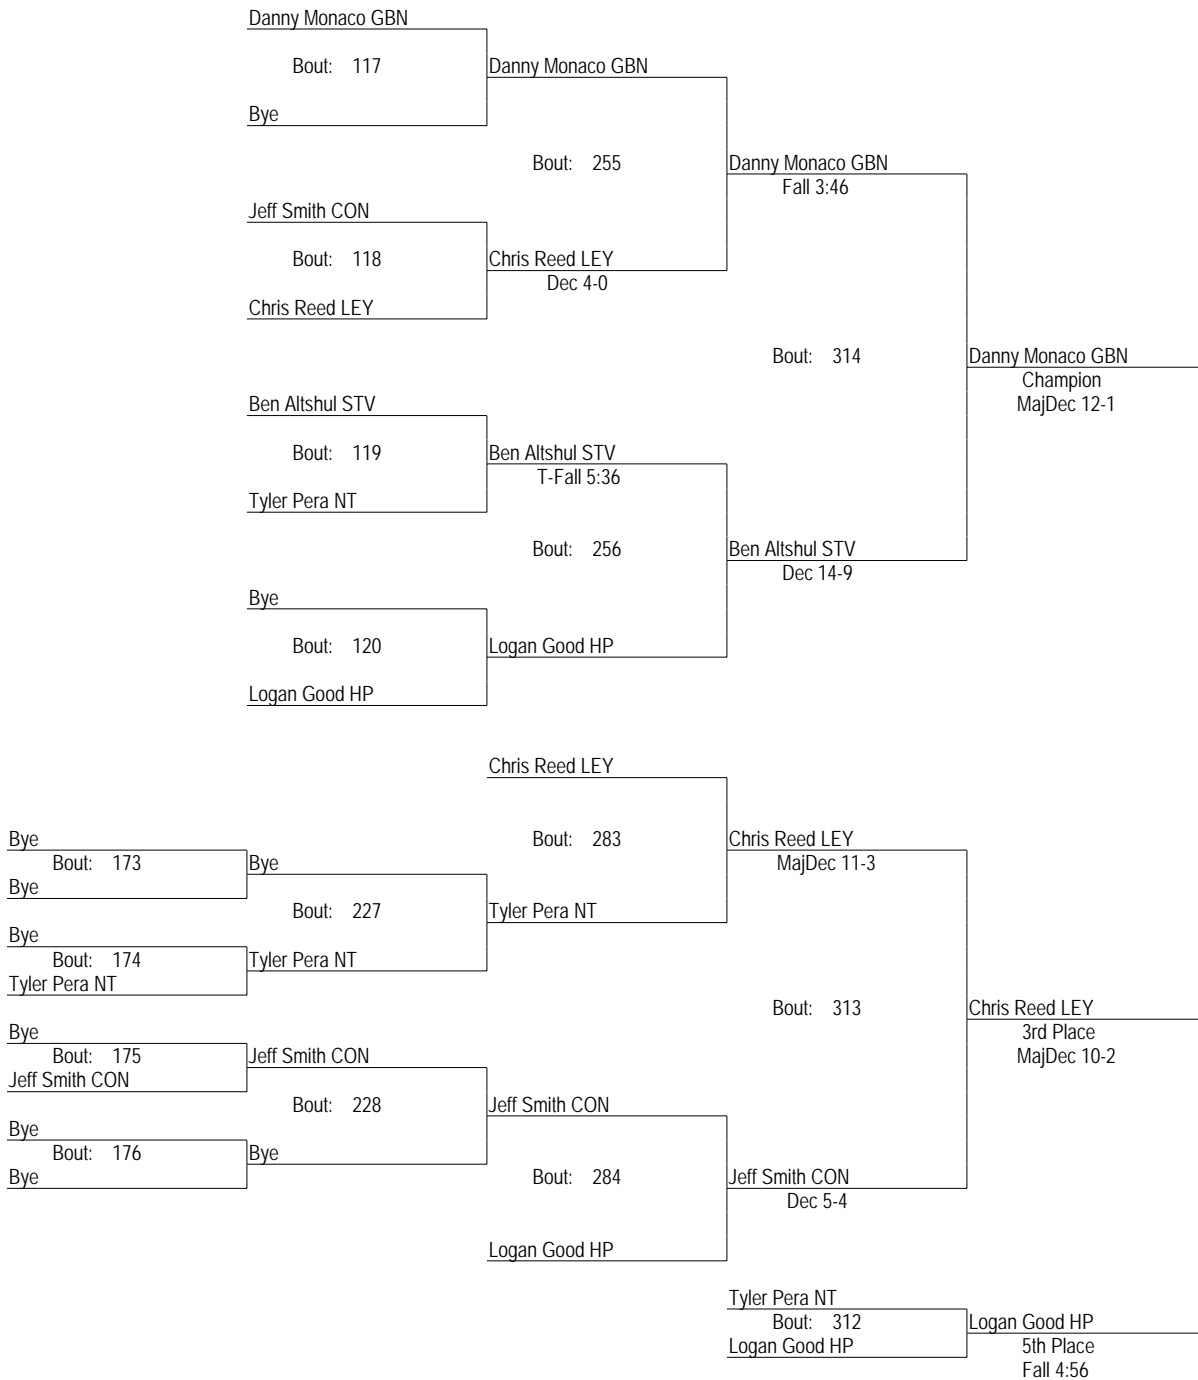 Danny Monaco GBN
Bout: 117
Danny Monaco GBN
Bye
Bout: 255
Danny Monaco GBN
Fall 3:46
Jeff Smith CON
Bout: 118
Chris Reed LEY
Dec 4-0
Chris Reed LEY
Bout: 314
Danny Monaco GBN
Champion
MajDec 12-1
Ben Altshul STV
Bout: 119
Ben Altshul STV
T-Fall 5:36
Tyler Pera NT
Bout: 256
Ben Altshul STV
Dec 14-9
Bye
Bout: 120
Logan Good HP
Logan Good HP
Chris Reed LEY
Bout: 283
Chris Reed LEY
MajDec 11-3
Bye
Bout: 173
Bye
Bye
Bout: 227
Tyler Pera NT
Bye
Bout: 174
Tyler Pera NT
Tyler Pera NT
Bout: 313
Chris Reed LEY
3rd Place
MajDec 10-2
Bye
Bout: 175
Jeff Smith CON
Jeff Smith CON
Bout: 228
Jeff Smith CON
Bye
Bout: 176
Bye
Bye
Bout: 284
Jeff Smith CON
Dec 5-4
Logan Good HP
Tyler Pera NT
Bout: 312
Logan Good HP
Logan Good HP
5th Place
Fall 4:56